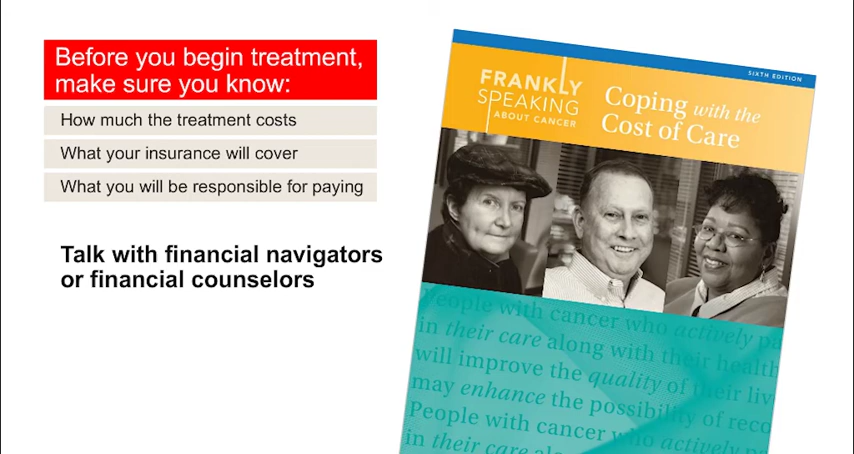 Before you begin treatment,
make sure you know:
How much the treatment costs
What your insurance will cover
What you will be responsible for paying
Talk with financial navigators
or financial counselors
SIXTH EDITION
FRANKLY
SPEAKING
ABOUT CANCER
Coping with the
Cost of Care
People with cancer who actively pa
in their care along with their health
will improve the quality of their liv
may enhance the possibility of reco
People with cancer who actively pa
in their care alon